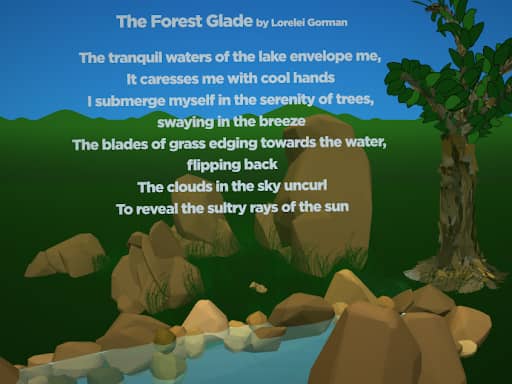 The Forest Glade by Lorelei Gorman
The tranquil waters of the lake envelope me,
It caresses me with cool hands
I submerge myself in the serenity of trees,
swaying in the breeze
The blades of grass edging towards the water,
flipping back
The clouds in the sky uncurl
To reveal the sultry rays of the sun